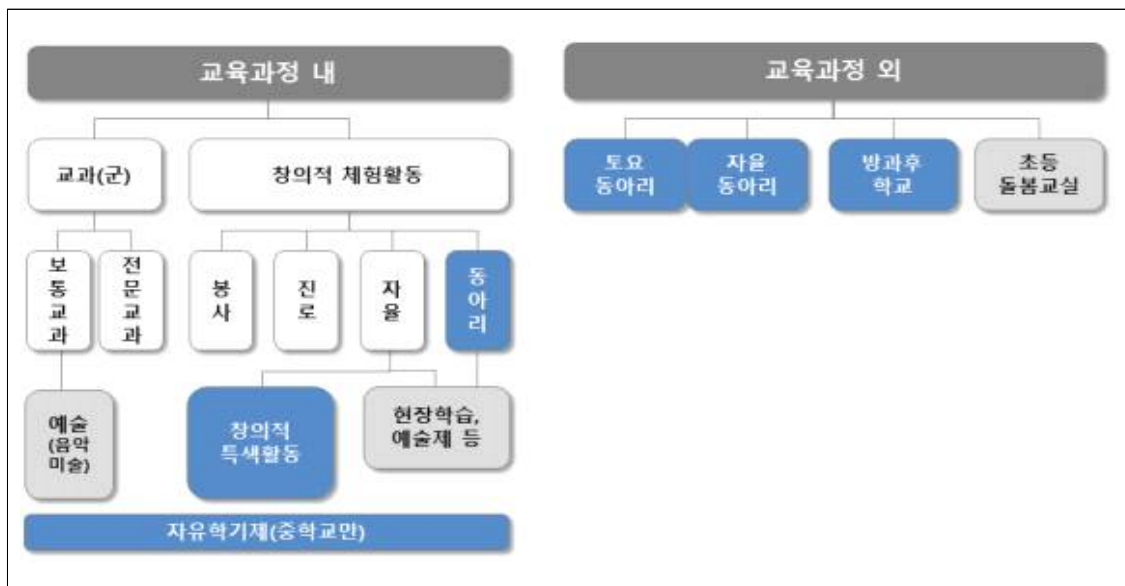 교육과정 내
교육과정 외
교과(군)
창의적 체험활동
토요
동아리
자율
동아리
방과후
학교
초등
돌봄교실
보통교과
전문교과
봉사
진로
자율
동아리
예술
(음악
미술)
창의적
특색활동
현장학습,
예술제 등
자유학기제(중학교만)